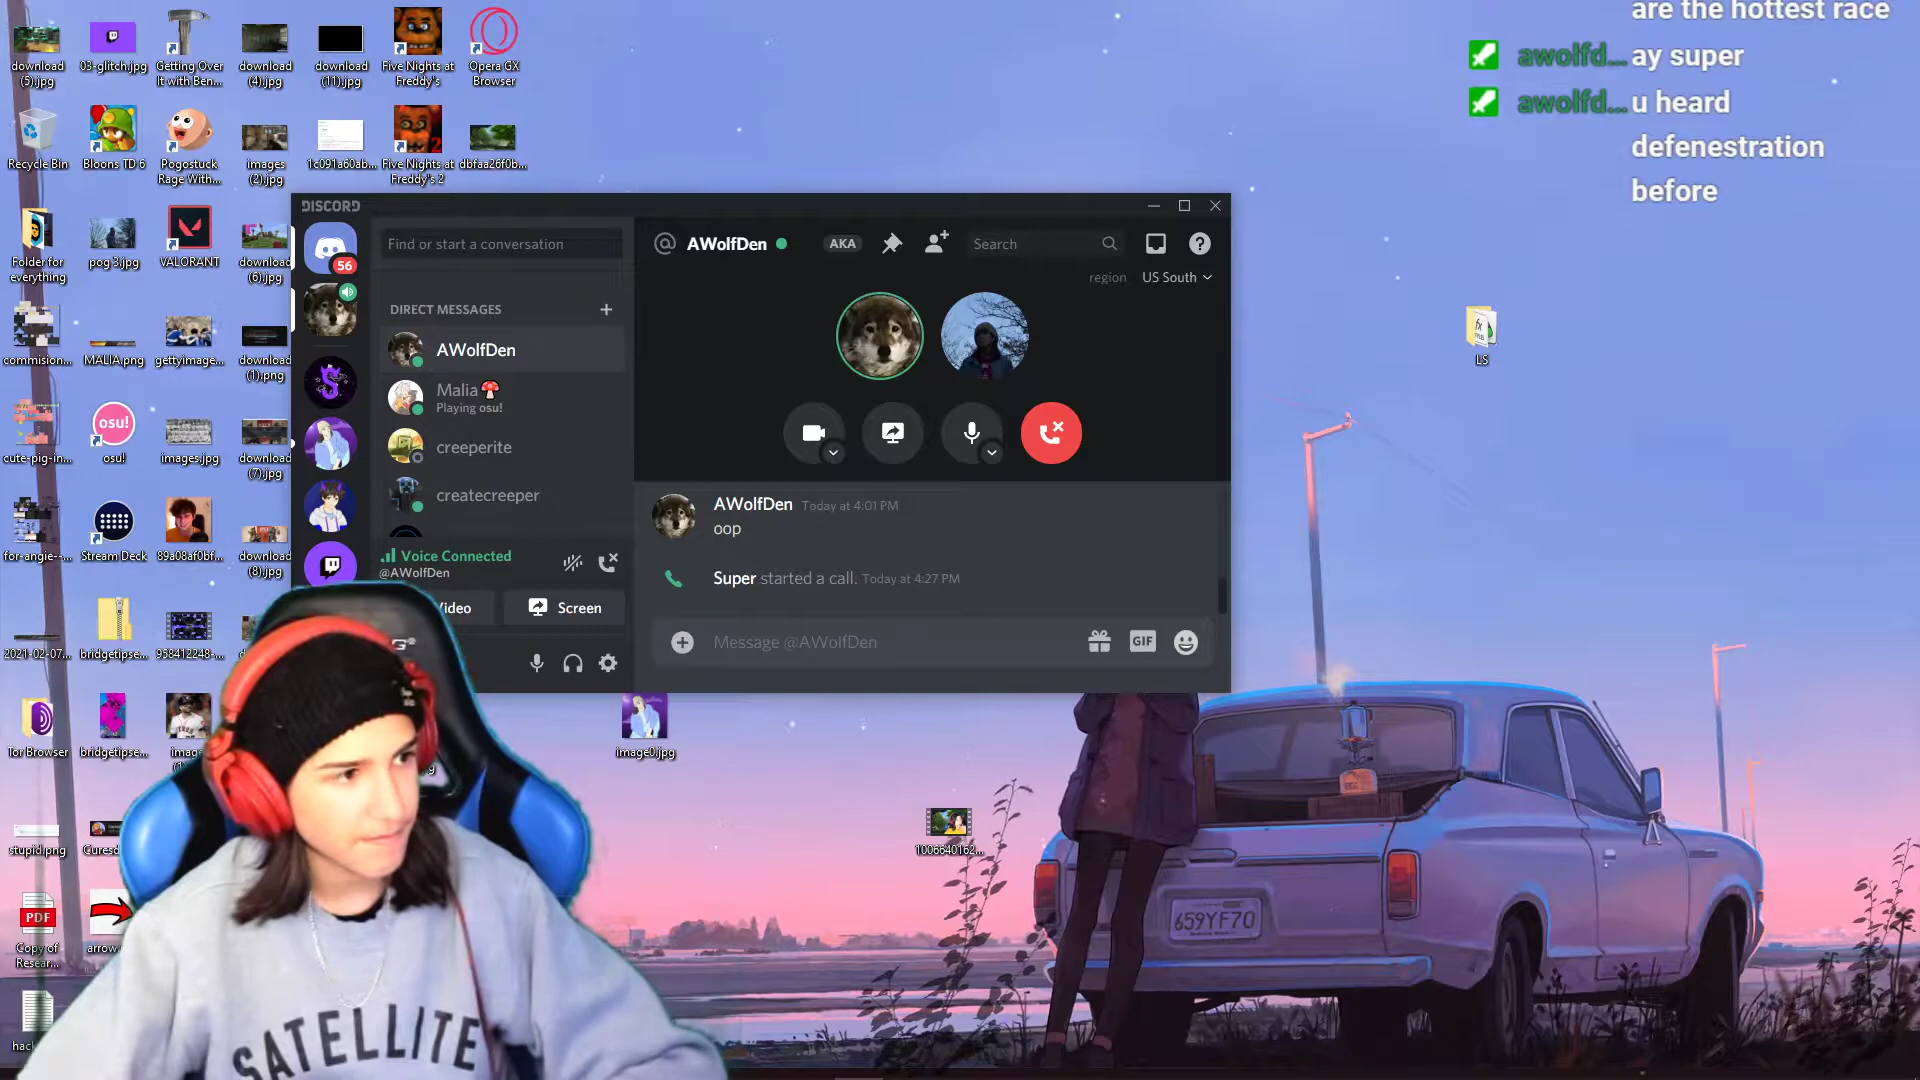 download
(5).jpg
03-glitch.jpg
Getting Over
It with Ben...
download
(4).jpg
download
(11).jpg
Five Nights at
Freddy's
Opera GX
Browser
Recycle Bin
Bloons TD 6
Pogostuck
Rage With...
images
(2).jpg
1c091a60ab...
Five Nights at
Freddy's 2
dbfaa26f0b...
Folder for
everything
pog 3.jpg
VALORANT
download
(6).jpg
commision...
MALIA.png
gettyimage...
download
(1).png
cute-pig-in...
osu!
osu!
images.jpg
download
(7).jpg
for-angie--...
Stream Deck
89a08af0bf...
download
(8).jpg
2021-02-07...
bridgetipse...
958412248-...
Tor Browser
bridgetipse...
stupid.png
PDF
Copy of
Resear...
arrow
image0.jpg
1006640162...
LS
are the hottest race
awolfd... ay super
awolfd... u heard
defenestration
before
DISCORD
Find or start a conversation
56
DIRECT MESSAGES
AWolfDen
Malia
Playing osu!
creeperite
createcreeper
Voice Connected
@AWolfDen
Video
Screen
AWolfDen
AKA
Search
region US South
AWolfDen Today at 4:01 PM
oop
Super started a call. Today at 4:27 PM
Message @AWolfDen
GIF
SATELLITE
659YF70